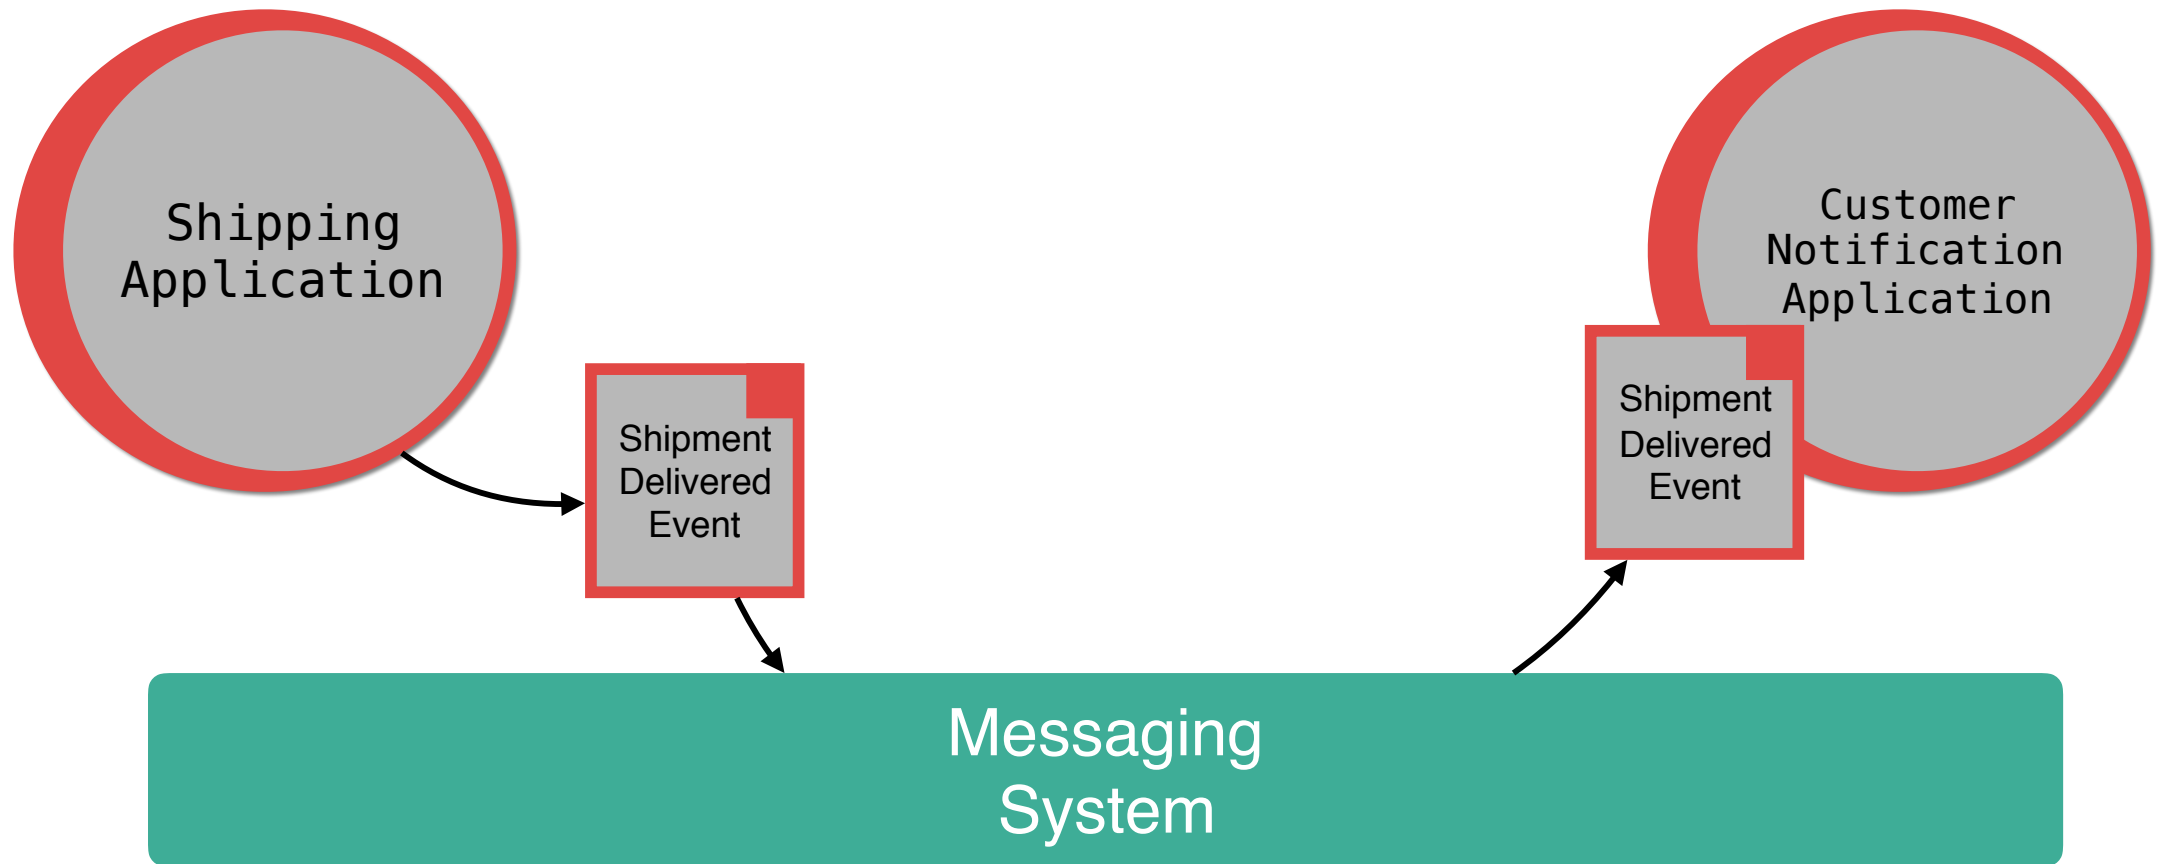 Shipping
Application
Customer
Notification
Application
Shipment
Delivered
Event
Shipment
Delivered
Event
Messaging
System